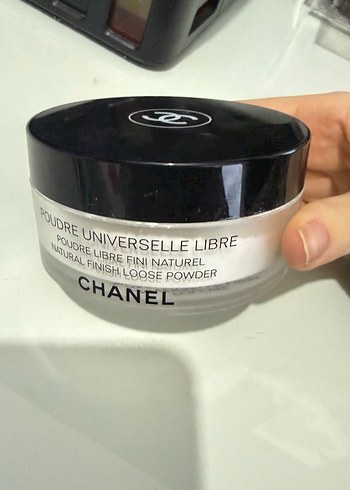 POUDRE UNIVERSELLE LIBRE
POUDRE LIBRE FINI NATUREL
NATURAL FINISH LOOSE POWDER
CHANEL